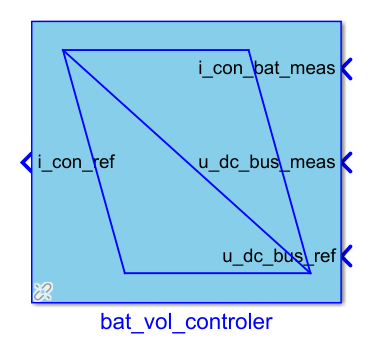 i_con_bat_meas
i_con_ref
u_dc_bus_meas
u_dc_bus_ref
bat_vol_controler